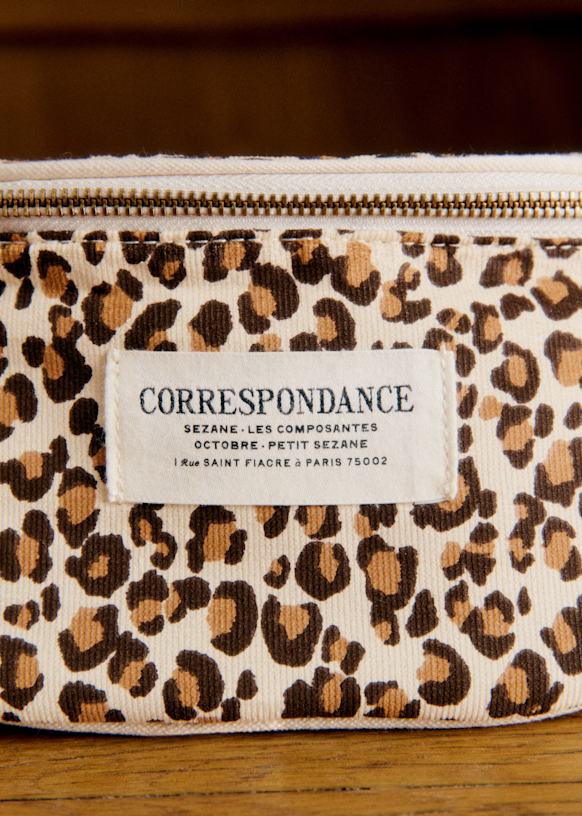 CORRESPONDANCE
SEZANE · LES COMPOSANTES
OCTOBRE · PETIT SEZANE
1 Rue SAINT FIACRE à PARIS 75002